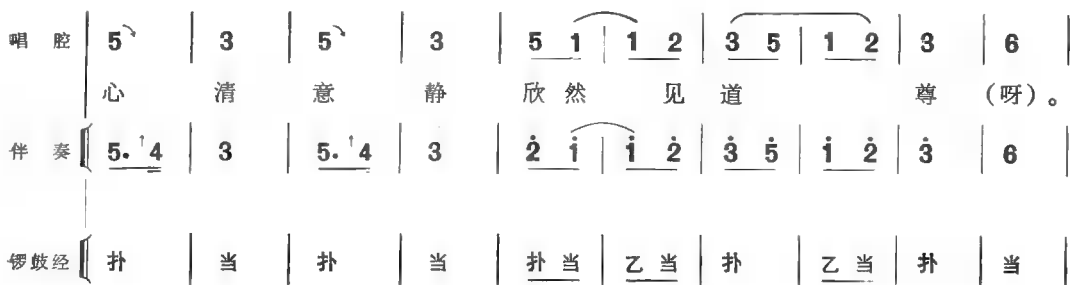 唱 腔 5 | 3 | 5 | 3 | 5 1 | 1 2 | 3 5 | 1 2 | 3 | 6 |
心 清 意 静 欣 然 见 道 尊 (呀)。
伴 奏 5. ↑4 | 3 | 5. ↑4 | 3 | 2̇ 1̇ | 1̇ 2̇ | 3̇ 5̇ | 1̇ 2̇ | 3̇ | 6 |
锣鼓经 扑 | 当 | 扑 | 当 | 扑 当 | 乙 当 | 扑 | 乙 当 | 扑 | 当 |